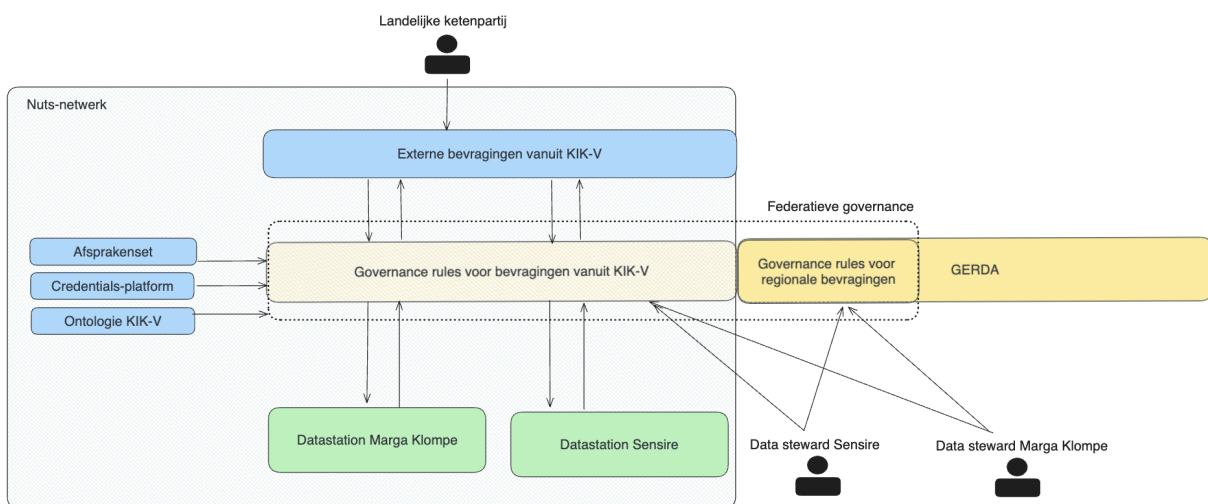 Landelijke ketenpartij
Nuts-netwerk
Externe bevragingen vanuit KIK-V
Federatieve governance
Afsprakenset
Credentials-platform
Ontologie KIK-V
Governance rules voor bevragingen vanuit KIK-V
Governance rules voor
regionale bevragingen
GERDA
Datastation Marga Klompe
Datastation Sensire
Data steward Sensire
Data steward Marga Klompe